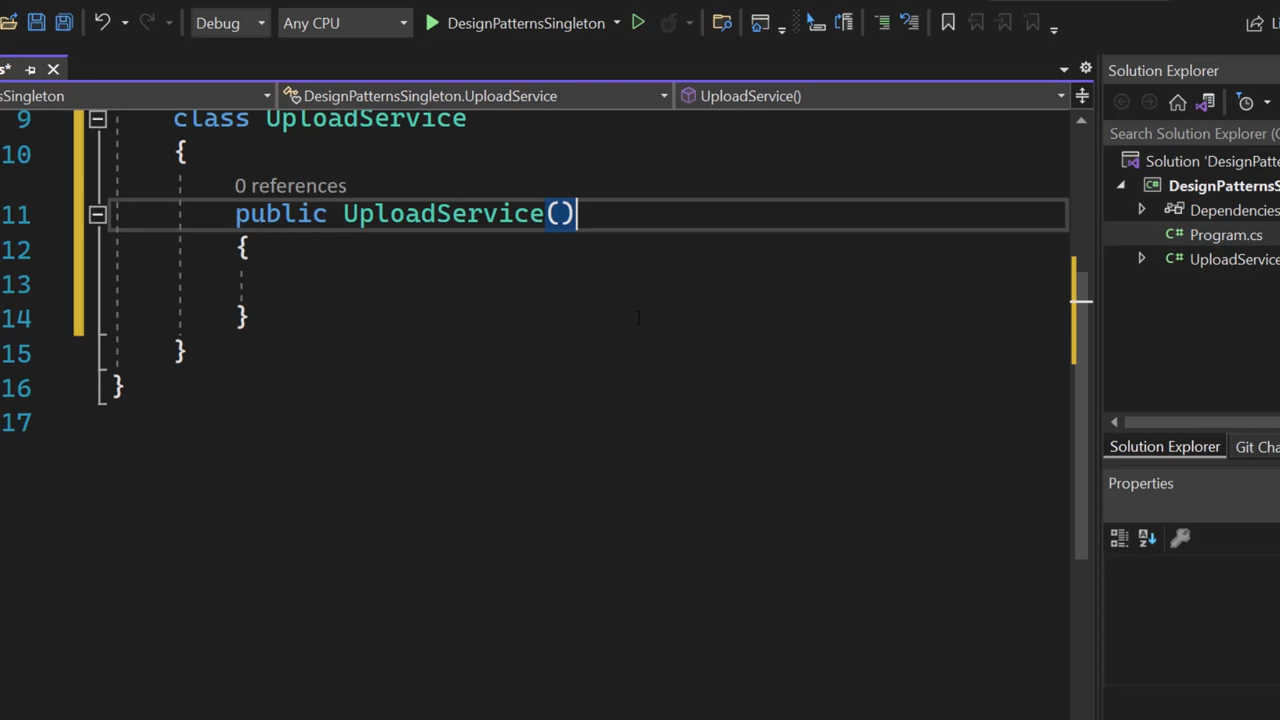 Debug
Any CPU
DesignPatternsSingleton
s*
sSingleton
DesignPatternsSingleton.UploadService
UploadService()
9 class UploadService
10 {
0 references
11 public UploadService()
12 {
13
14 }
15 }
16 }
17
Solution Explorer
Search Solution Explorer (C
Solution 'DesignPatte
DesignPatternsS
Dependencies
Program.cs
UploadService
Solution Explorer
Git Cha
Properties